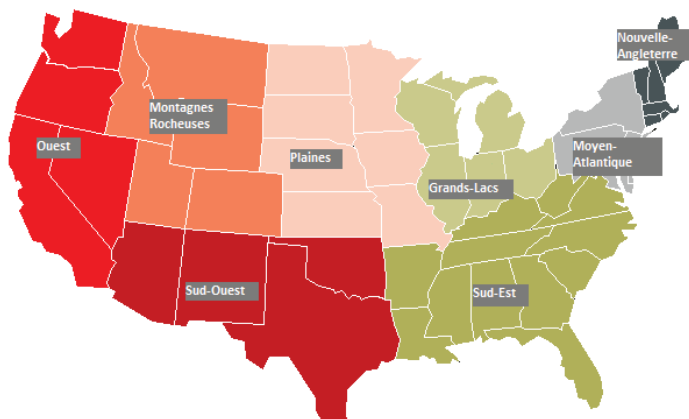 Nouvelle-
Angleterre
Montagnes
Rocheuses
Ouest
Plaines
Moyen-
Atlantique
Grands-Lacs
Sud-Ouest
Sud-Est